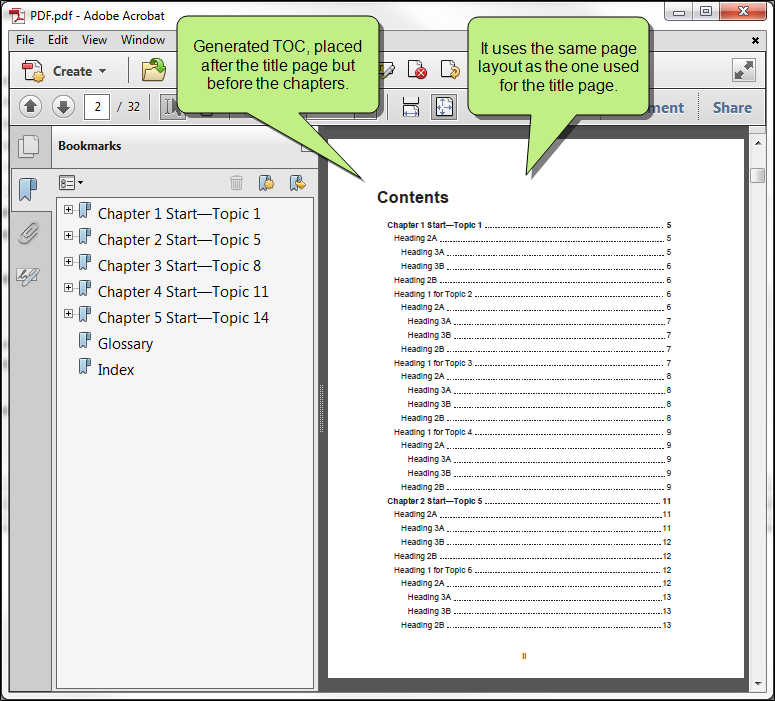 PDF.pdf - Adobe Acrobat
File Edit View Window
Generated TOC, placed
after the title page but
before the chapters.
It uses the same page
layout as the one used
for the title page.
Create
2 / 32
Share
Bookmarks
Chapter 1 Start—Topic 1
Chapter 2 Start—Topic 5
Chapter 3 Start—Topic 8
Chapter 4 Start—Topic 11
Chapter 5 Start—Topic 14
Glossary
Index
Contents
Chapter 1 Start—Topic 1 5
Heading 2A 5
Heading 3A 5
Heading 3B 6
Heading 2B 6
Heading 1 for Topic 2 6
Heading 2A 6
Heading 3A 7
Heading 3B 7
Heading 2B 7
Heading 1 for Topic 3 7
Heading 2A 8
Heading 3A 8
Heading 3B 8
Heading 2B 8
Heading 1 for Topic 4 9
Heading 2A 9
Heading 3A 9
Heading 3B 9
Heading 2B 9
Chapter 2 Start—Topic 5 11
Heading 2A 11
Heading 3A 11
Heading 3B 12
Heading 2B 12
Heading 1 for Topic 6 12
Heading 2A 12
Heading 3A 13
Heading 3B 13
Heading 2B 13
II